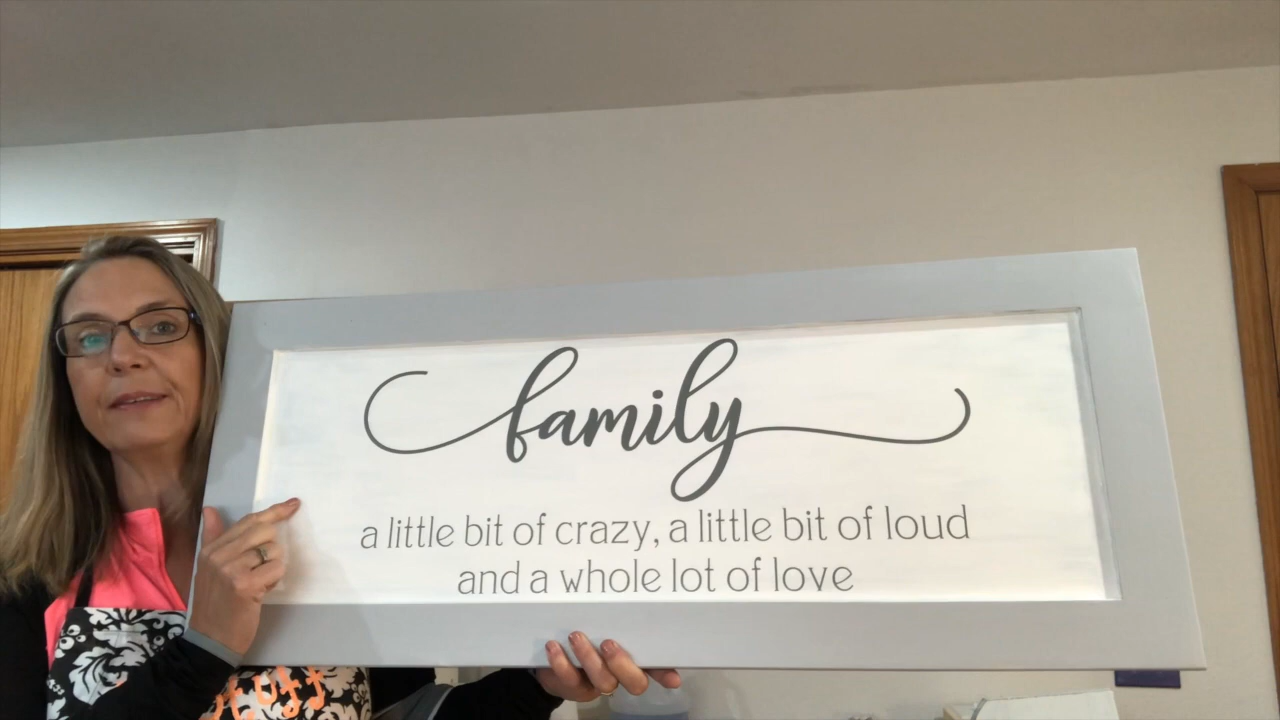 family
a little bit of crazy, a little bit of loud
and a whole lot of love